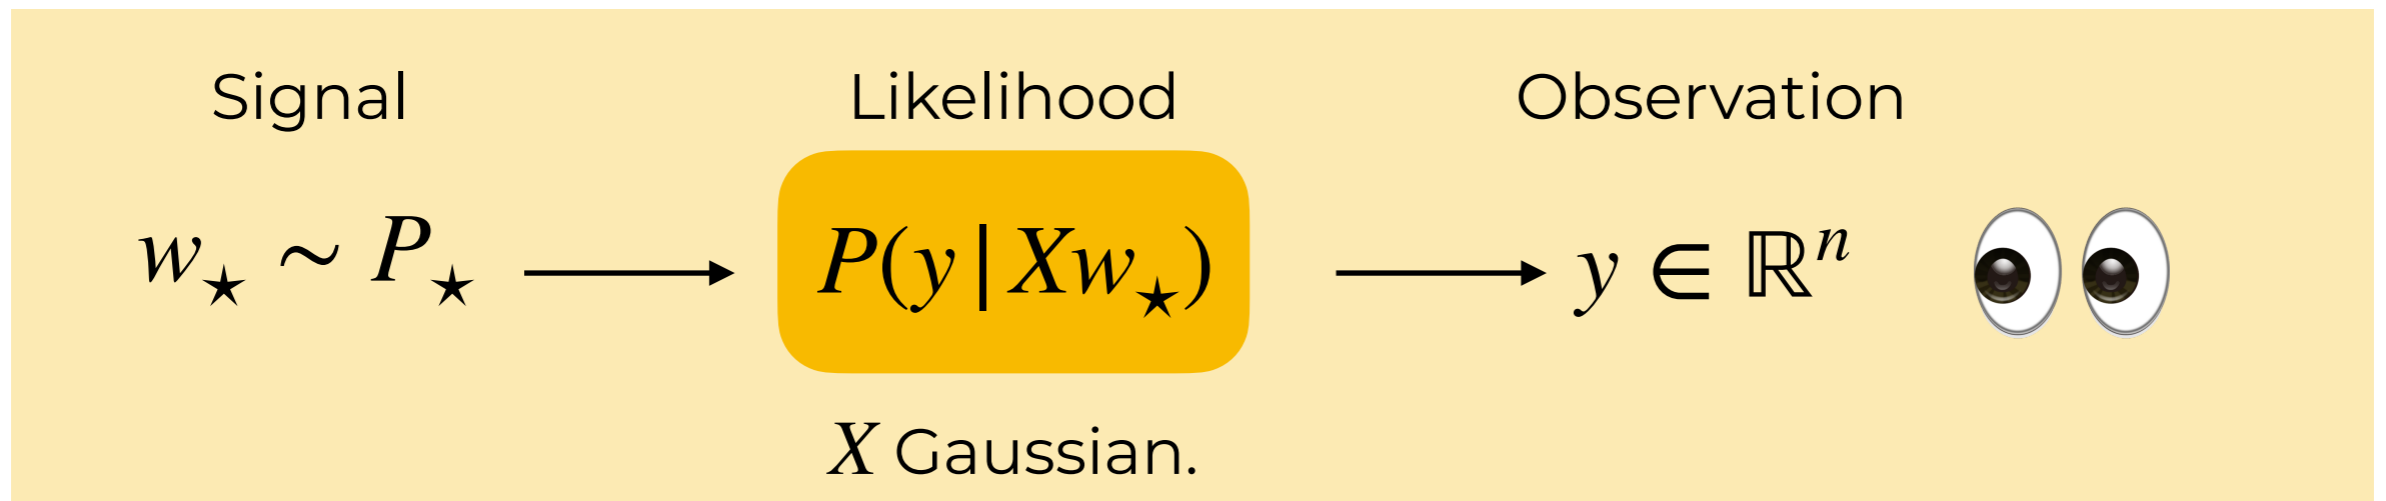 Signal Likelihood Observation
w⋆ ∼ P⋆ P(y|Xw⋆) y ∈ ℝⁿ
X Gaussian.